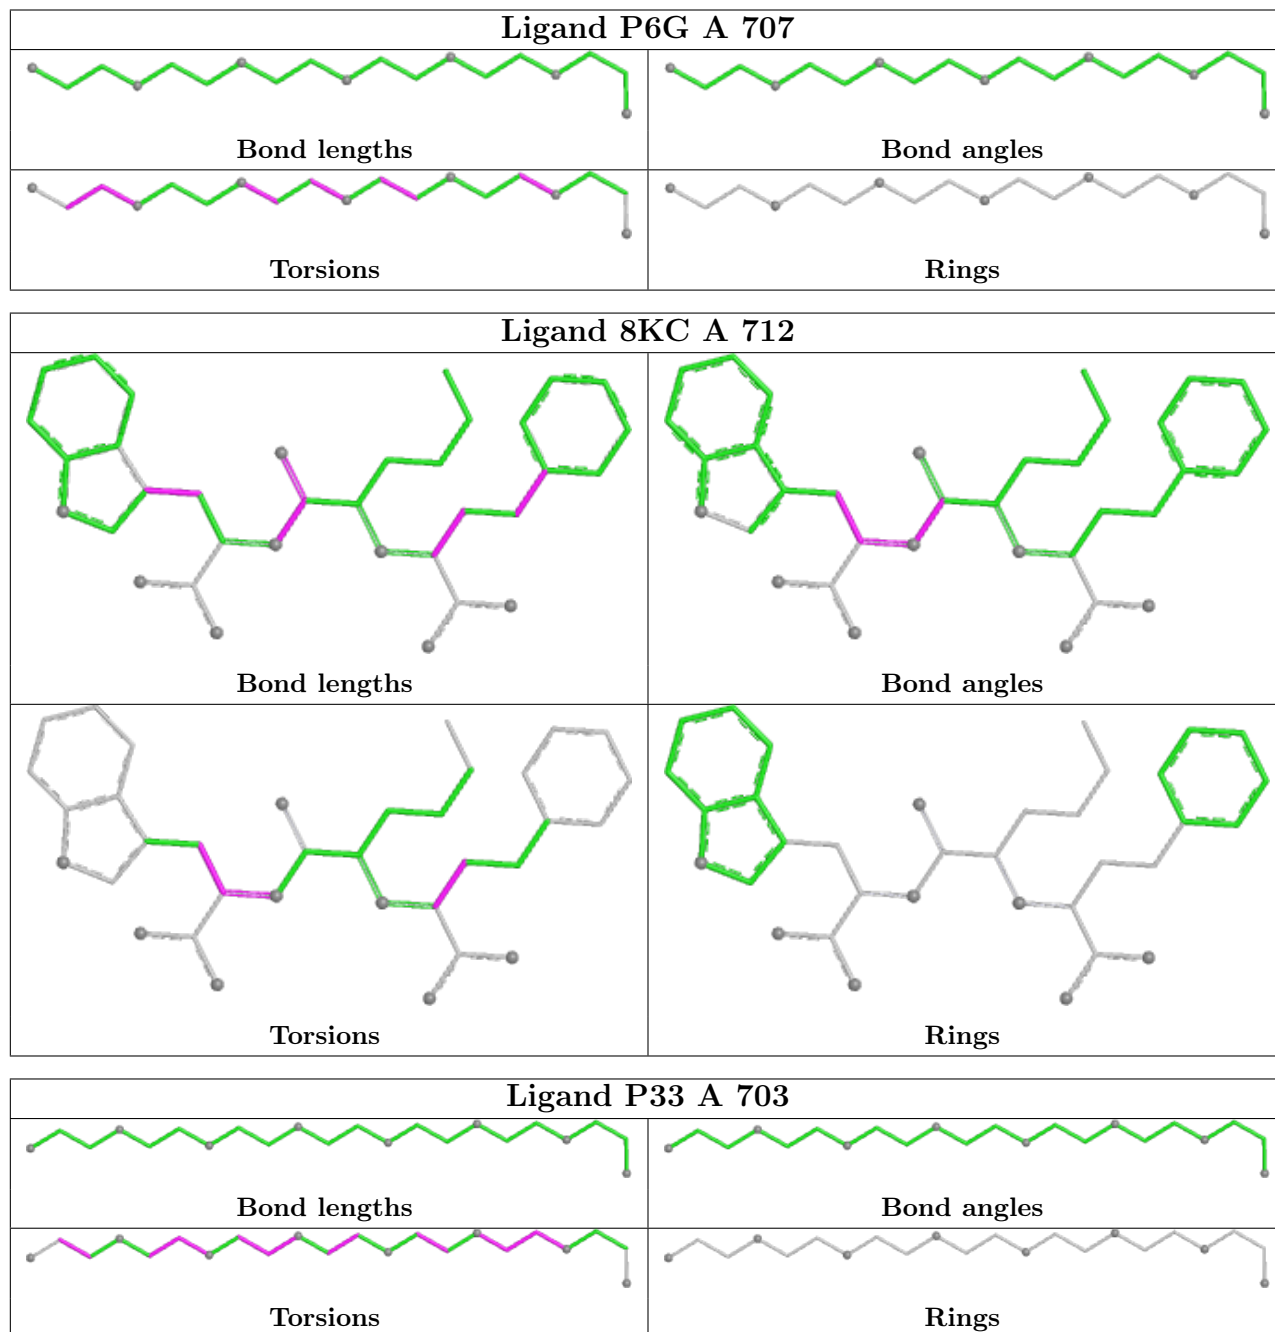 Ligand P6G A 707
Bond lengths
Bond angles
Torsions
Rings
Ligand 8KC A 712
Bond lengths
Bond angles
Torsions
Rings
Ligand P33 A 703
Bond lengths
Bond angles
Torsions
Rings